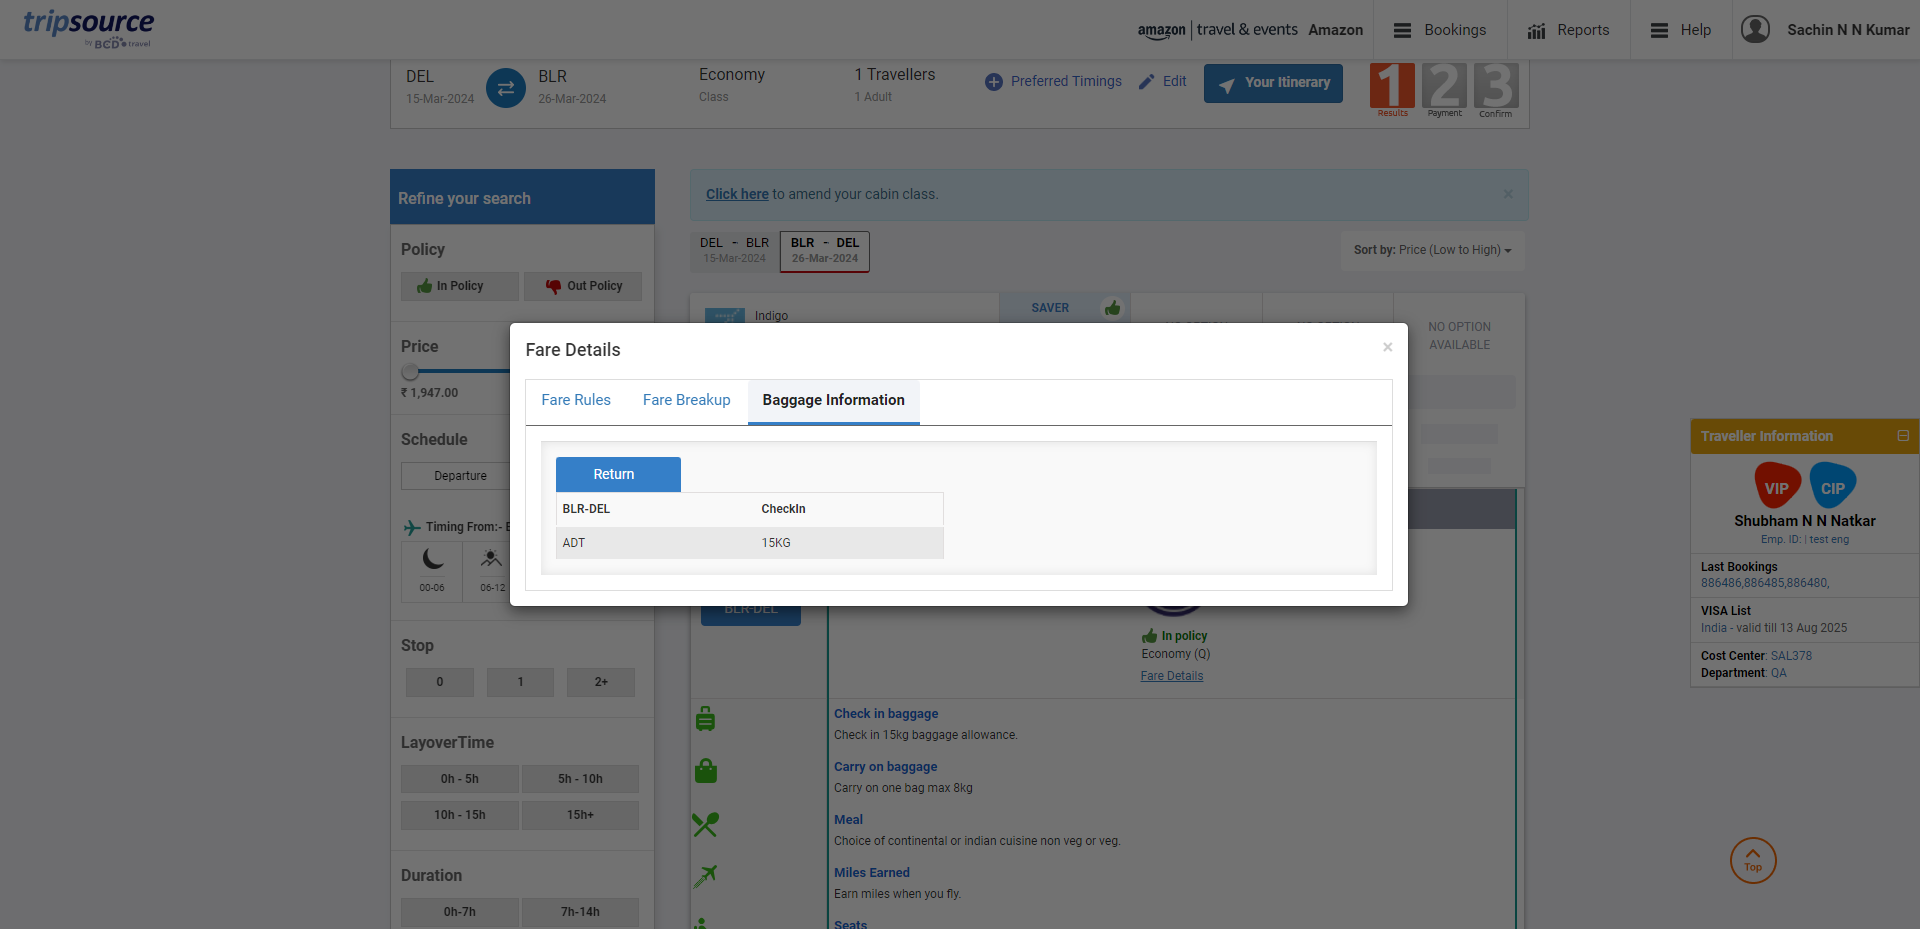 tripsource
by BCD travel
amazon | travel & events Amazon
Bookings
Reports
Help
Sachin N N Kumar
DEL
15-Mar-2024
BLR
26-Mar-2024
Economy
Class
1 Travellers
1 Adult
Preferred Timings
Edit
Your Itinerary
1 Results
2 Payment
3 Confirm
Refine your search
Policy
In Policy
Out Policy
Price
₹ 1,947.00
Schedule
Departure
Timing From:-
00-06
06-12
Stop
0
1
2+
LayoverTime
0h - 5h
5h - 10h
10h - 15h
15h+
Duration
0h-7h
7h-14h
Click here to amend your cabin class.
×
DEL - BLR
15-Mar-2024
BLR - DEL
26-Mar-2024
Sort by: Price (Low to High)
Indigo
SAVER
NO OPTION
AVAILABLE
Fare Details
×
Fare Rules
Fare Breakup
Baggage Information
Return
BLR-DEL
CheckIn
ADT
15KG
BLR-DEL
In policy
Economy (Q)
Fare Details
Check in baggage
Check in 15kg baggage allowance.
Carry on baggage
Carry on one bag max 8kg
Meal
Choice of continental or indian cuisine non veg or veg.
Miles Earned
Earn miles when you fly.
Seats
Traveller Information
VIP
CIP
Shubham N N Natkar
Emp. ID: | test eng
Last Bookings
886486,886485,886480,
VISA List
India - valid till 13 Aug 2025
Cost Center: SAL378
Department: QA
Top